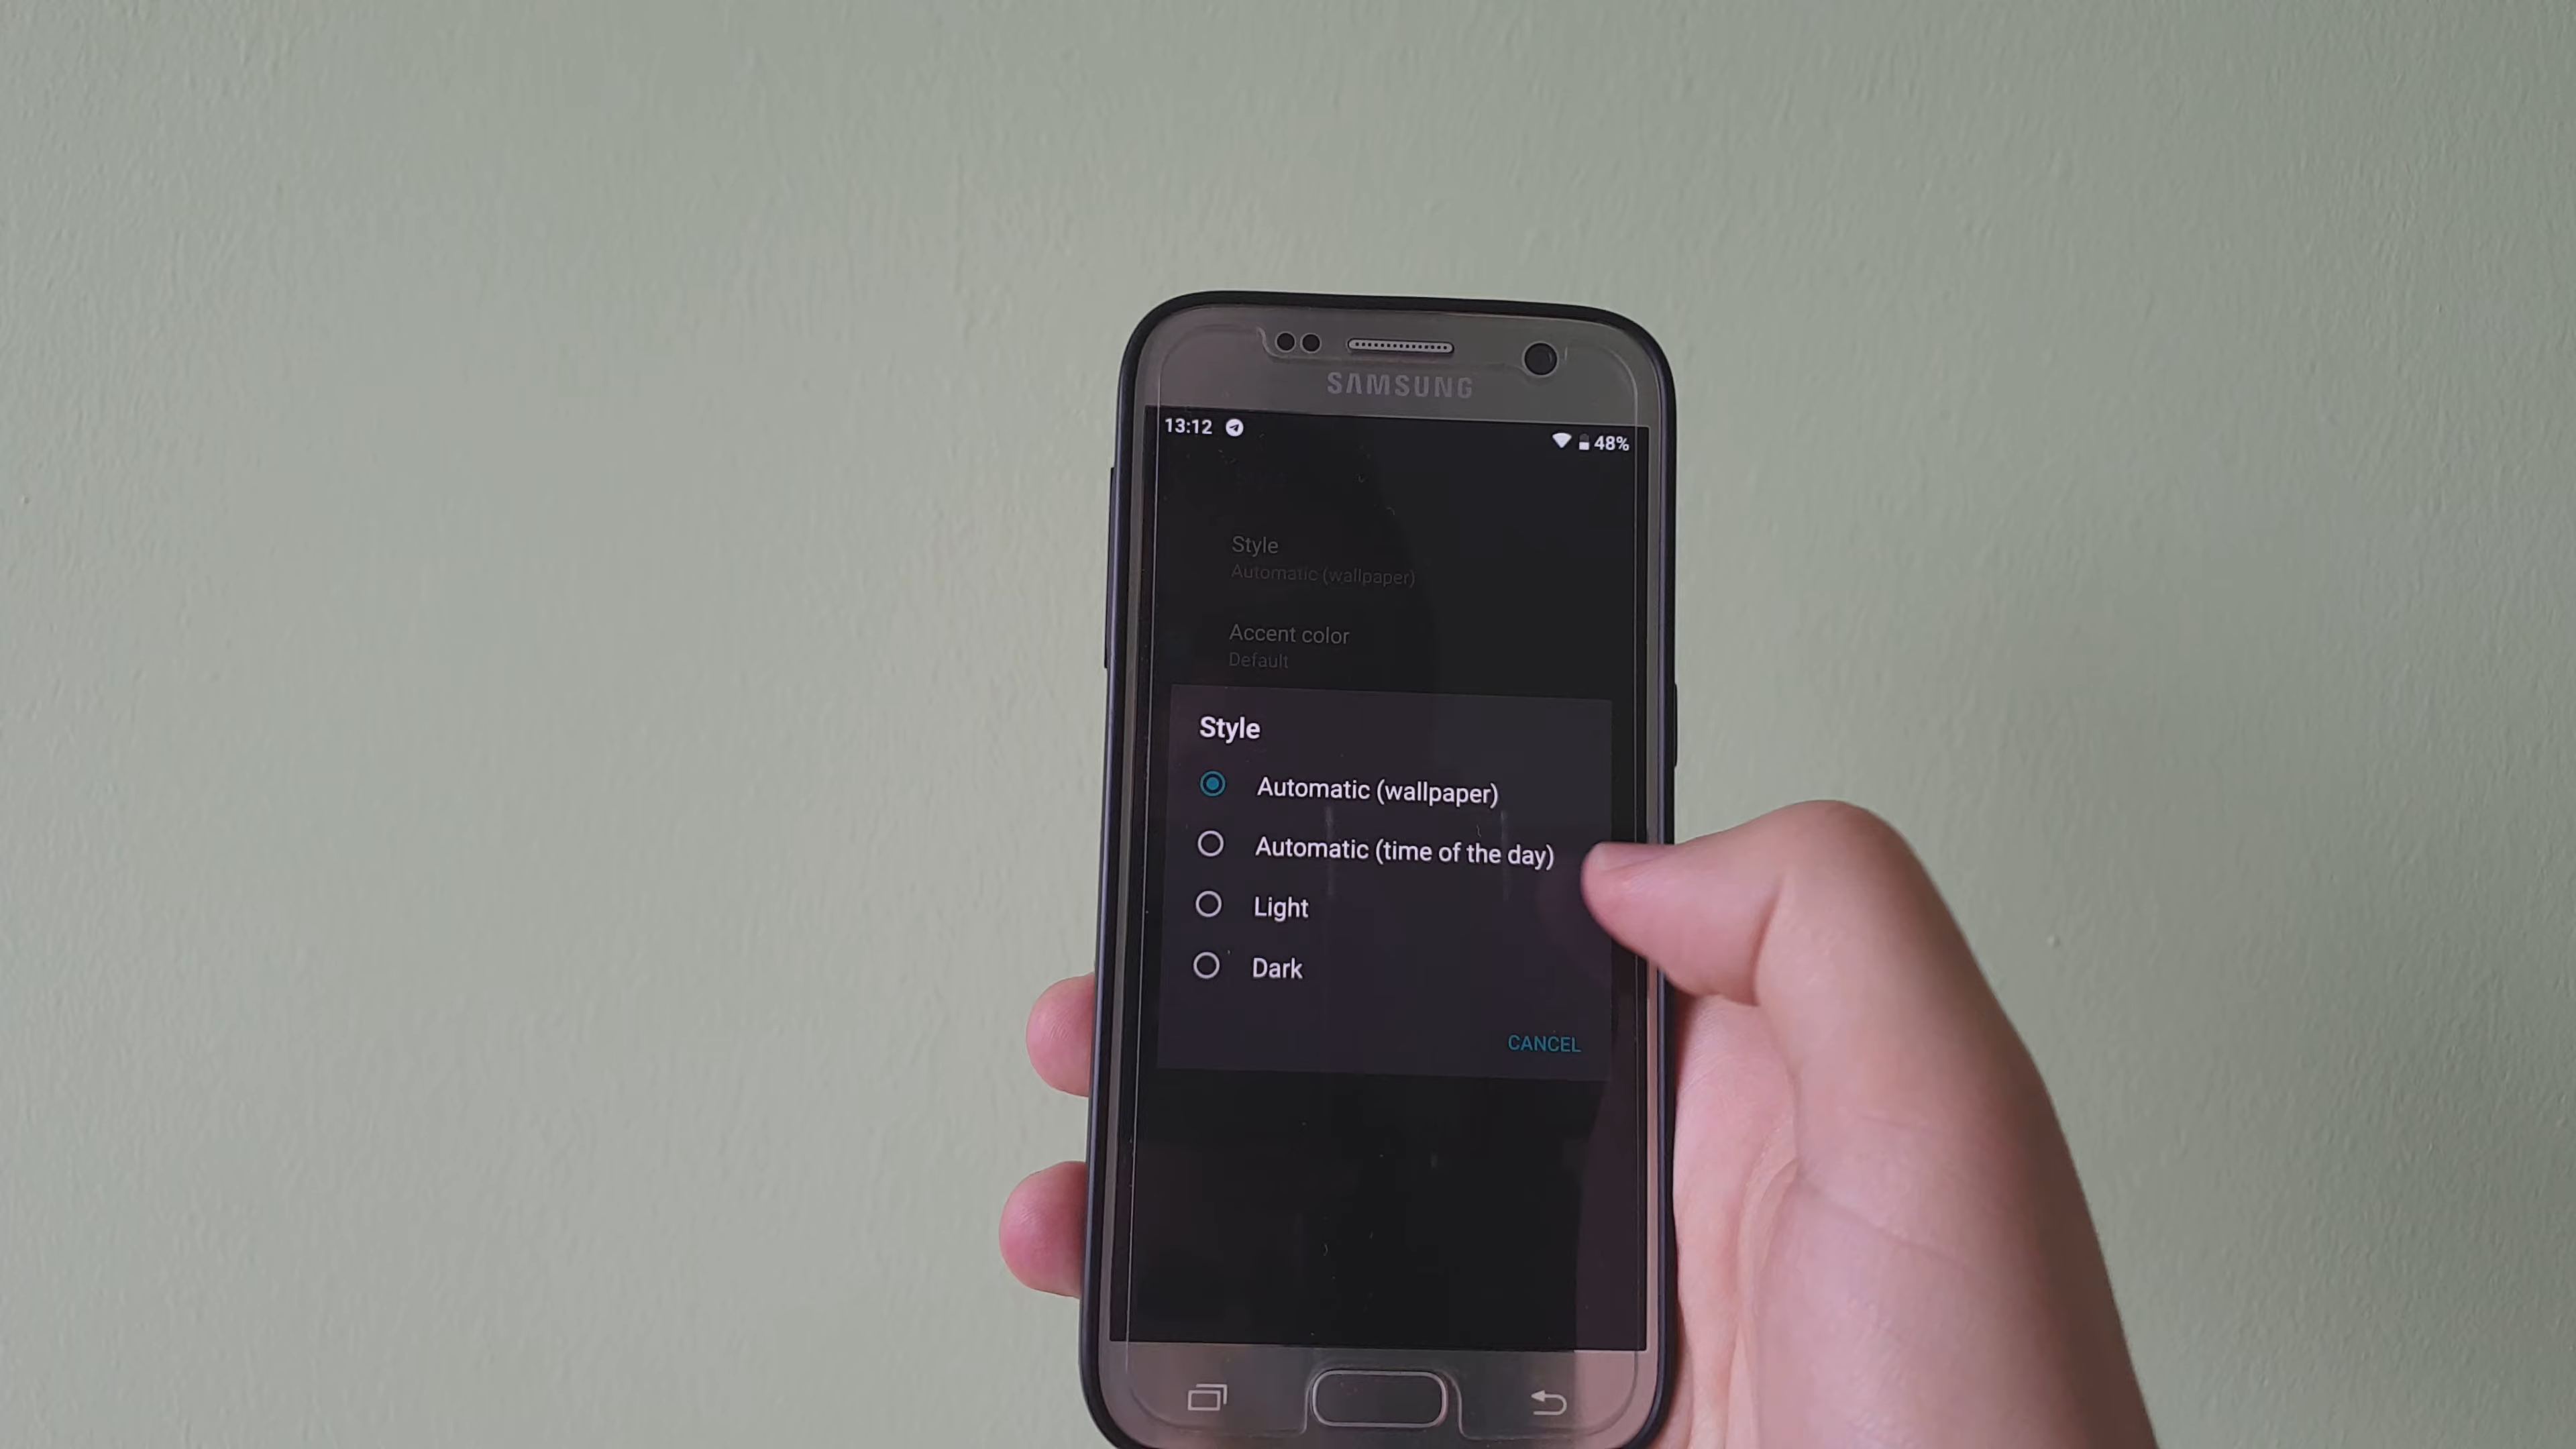 SAMSUNG
13:12
48%
Style
Automatic (wallpaper)
Accent color
Default
Style
Automatic (wallpaper)
Automatic (time of the day)
Light
Dark
CANCEL